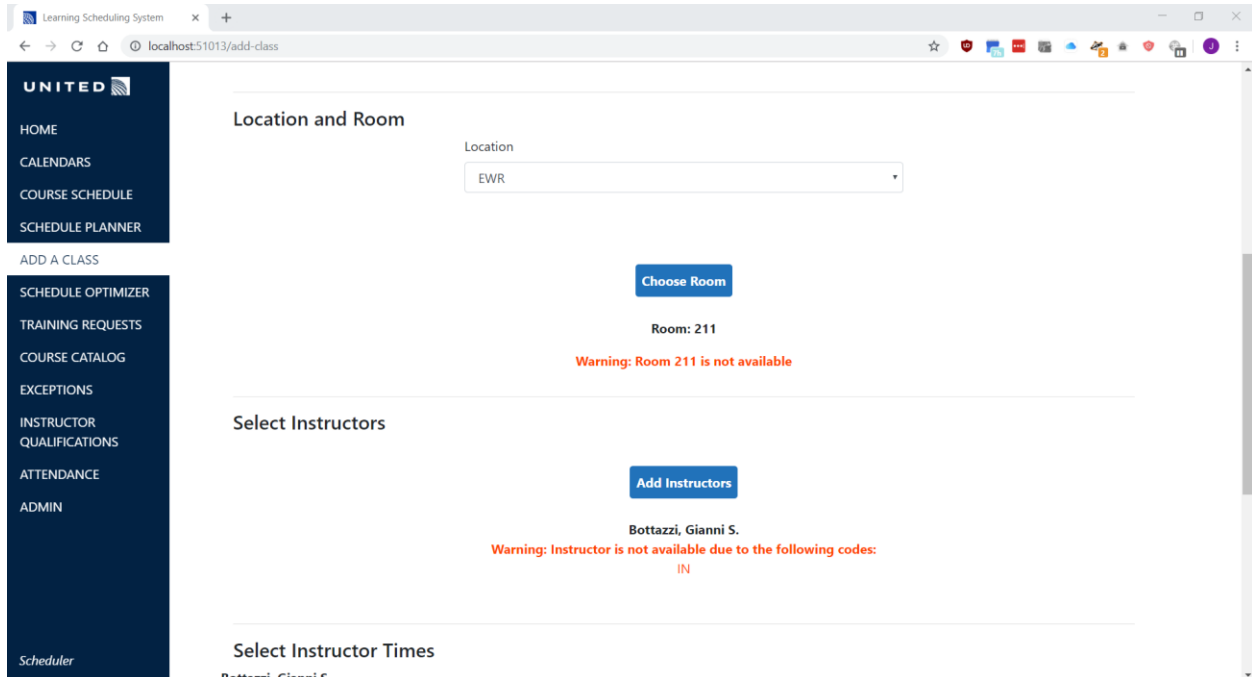 Learning Scheduling System
localhost:51013/add-class
UNITED
HOME
CALENDARS
COURSE SCHEDULE
SCHEDULE PLANNER
ADD A CLASS
SCHEDULE OPTIMIZER
TRAINING REQUESTS
COURSE CATALOG
EXCEPTIONS
INSTRUCTOR
QUALIFICATIONS
ATTENDANCE
ADMIN
Scheduler
Location and Room
Location
EWR
Choose Room
Room: 211
Warning: Room 211 is not available
Select Instructors
Add Instructors
Bottazzi, Gianni S.
Warning: Instructor is not available due to the following codes:
IN
Select Instructor Times
Bottazzi, Gianni S.